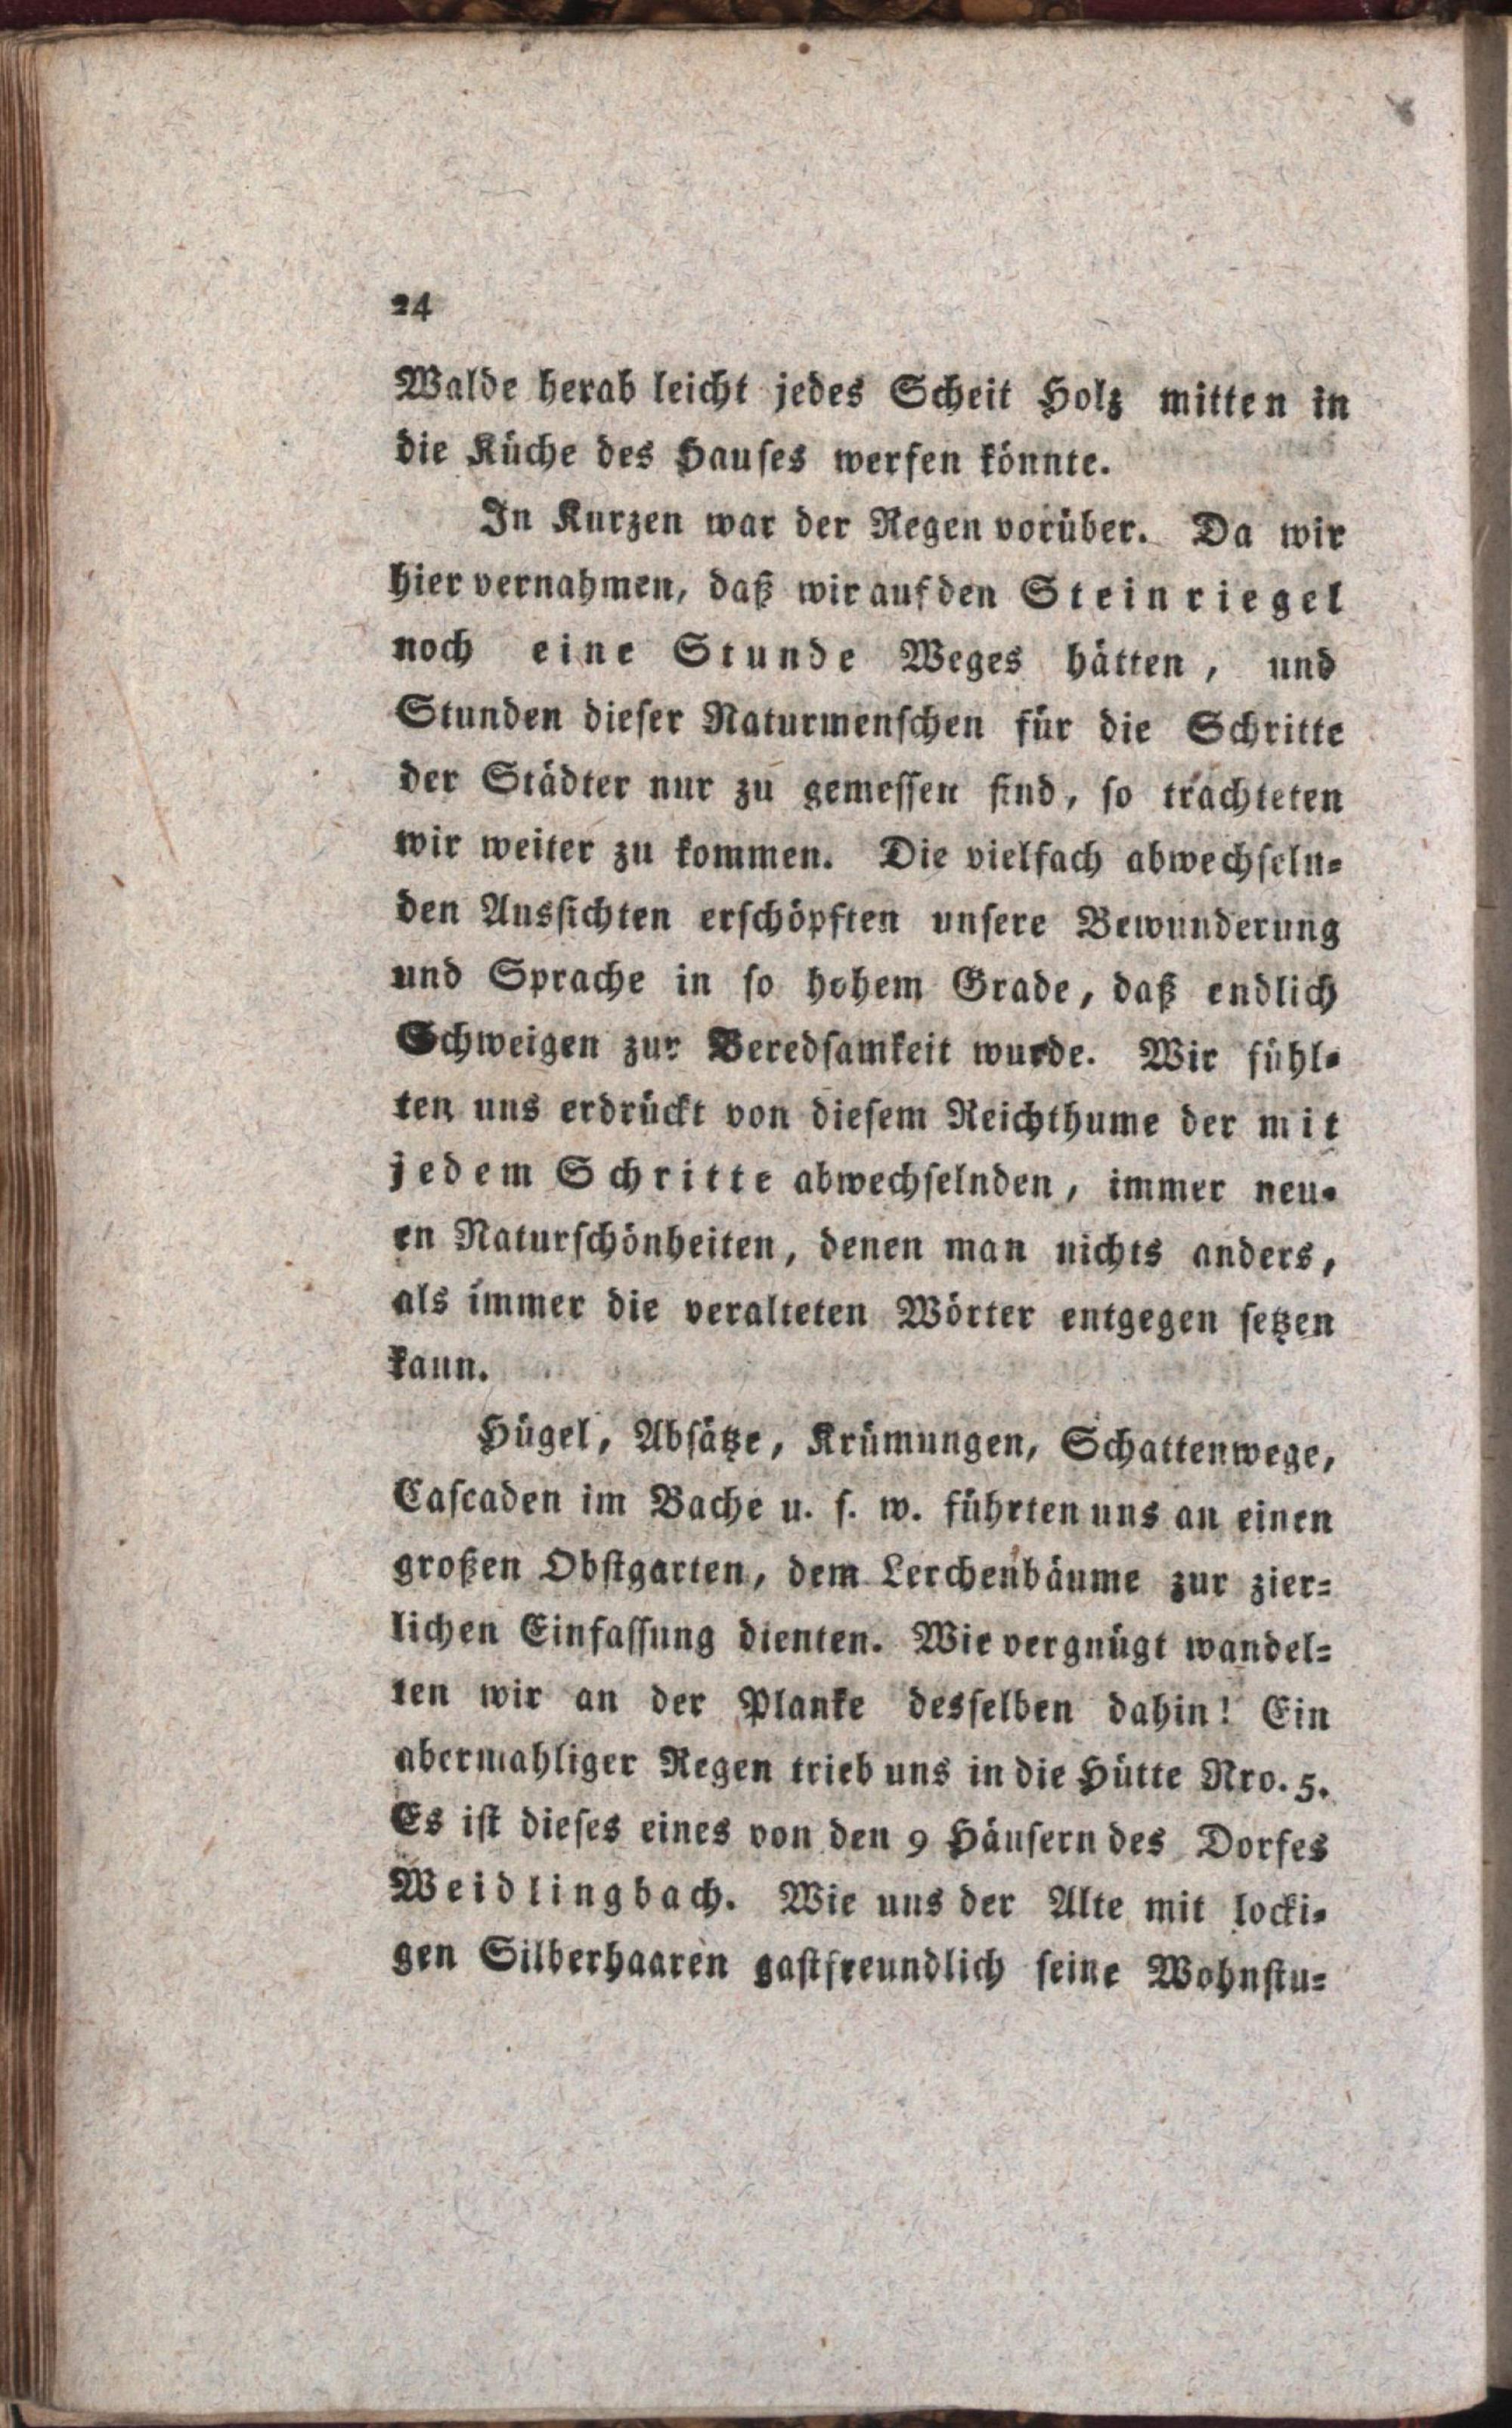 24
Walde herab leicht jedes Scheit Holz mitten in
die Küche des Hauses werfen könnte.
In Kurzen war der Regen vorüber. Da wir
hier vernahmen, daß wir auf den Steinriegel
noch eine Stunde Weges hätten, und
Stunden dieser Naturmenschen für die Schritte
der Städter nur zu gemessen sind, so trachteten
wir weiter zu kommen. Die vielfach abwechseln-
den Aussichten erschöpften unsere Bewunderung
und Sprache in so hohem Grade, daß endlich
Schweigen zur Beredsamkeit wurde. Wir fühl-
ten uns erdrückt von diesem Reichthume der mit
jedem Schritte abwechselnden, immer neu-
en Naturschönheiten, denen man nichts anders,
als immer die veralteten Wörter entgegen setzen
kann.
Hügel, Absätze, Krümungen, Schattenwege,
Cascaden im Bache u. s. w. führten uns an einen
großen Obstgarten, dem Lerchenbäume zur zier-
lichen Einfassung dienten. Wie vergnügt wandel-
ten wir an der Planke desselben dahin! Ein
abermahliger Regen trieb uns in die Hütte Nro. 5.
Es ist dieses eines von den 9 Häusern des Dorfes
Weidlingbach. Wie uns der Alte mit locki-
gen Silberhaaren gastfreundlich seine Wohnstu-